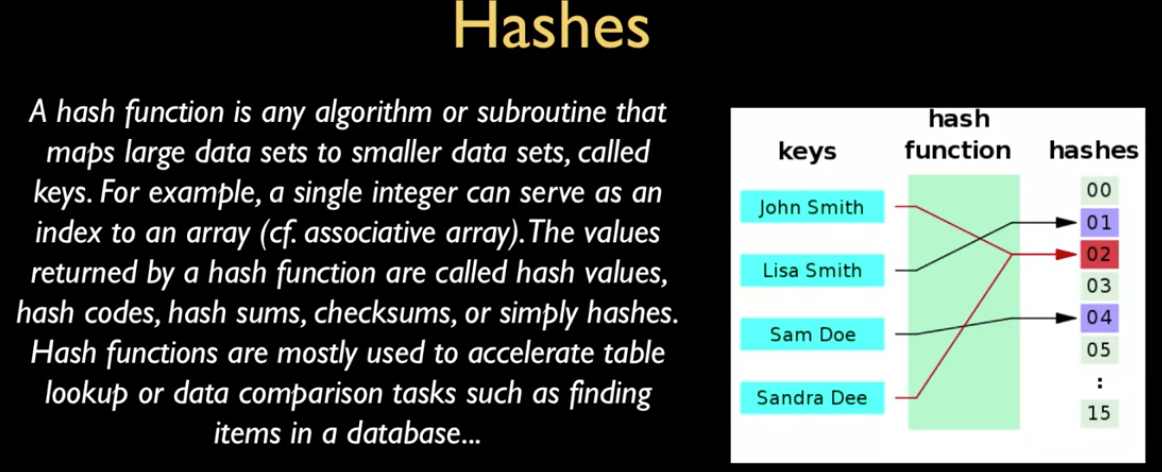 Hashes
A hash function is any algorithm or subroutine that
maps large data sets to smaller data sets, called
keys. For example, a single integer can serve as an
index to an array (cf. associative array). The values
returned by a hash function are called hash values,
hash codes, hash sums, checksums, or simply hashes.
Hash functions are mostly used to accelerate table
lookup or data comparison tasks such as finding
items in a database...
keys
hash
function
hashes
John Smith
Lisa Smith
Sam Doe
Sandra Dee
00
01
02
03
04
05
:
15